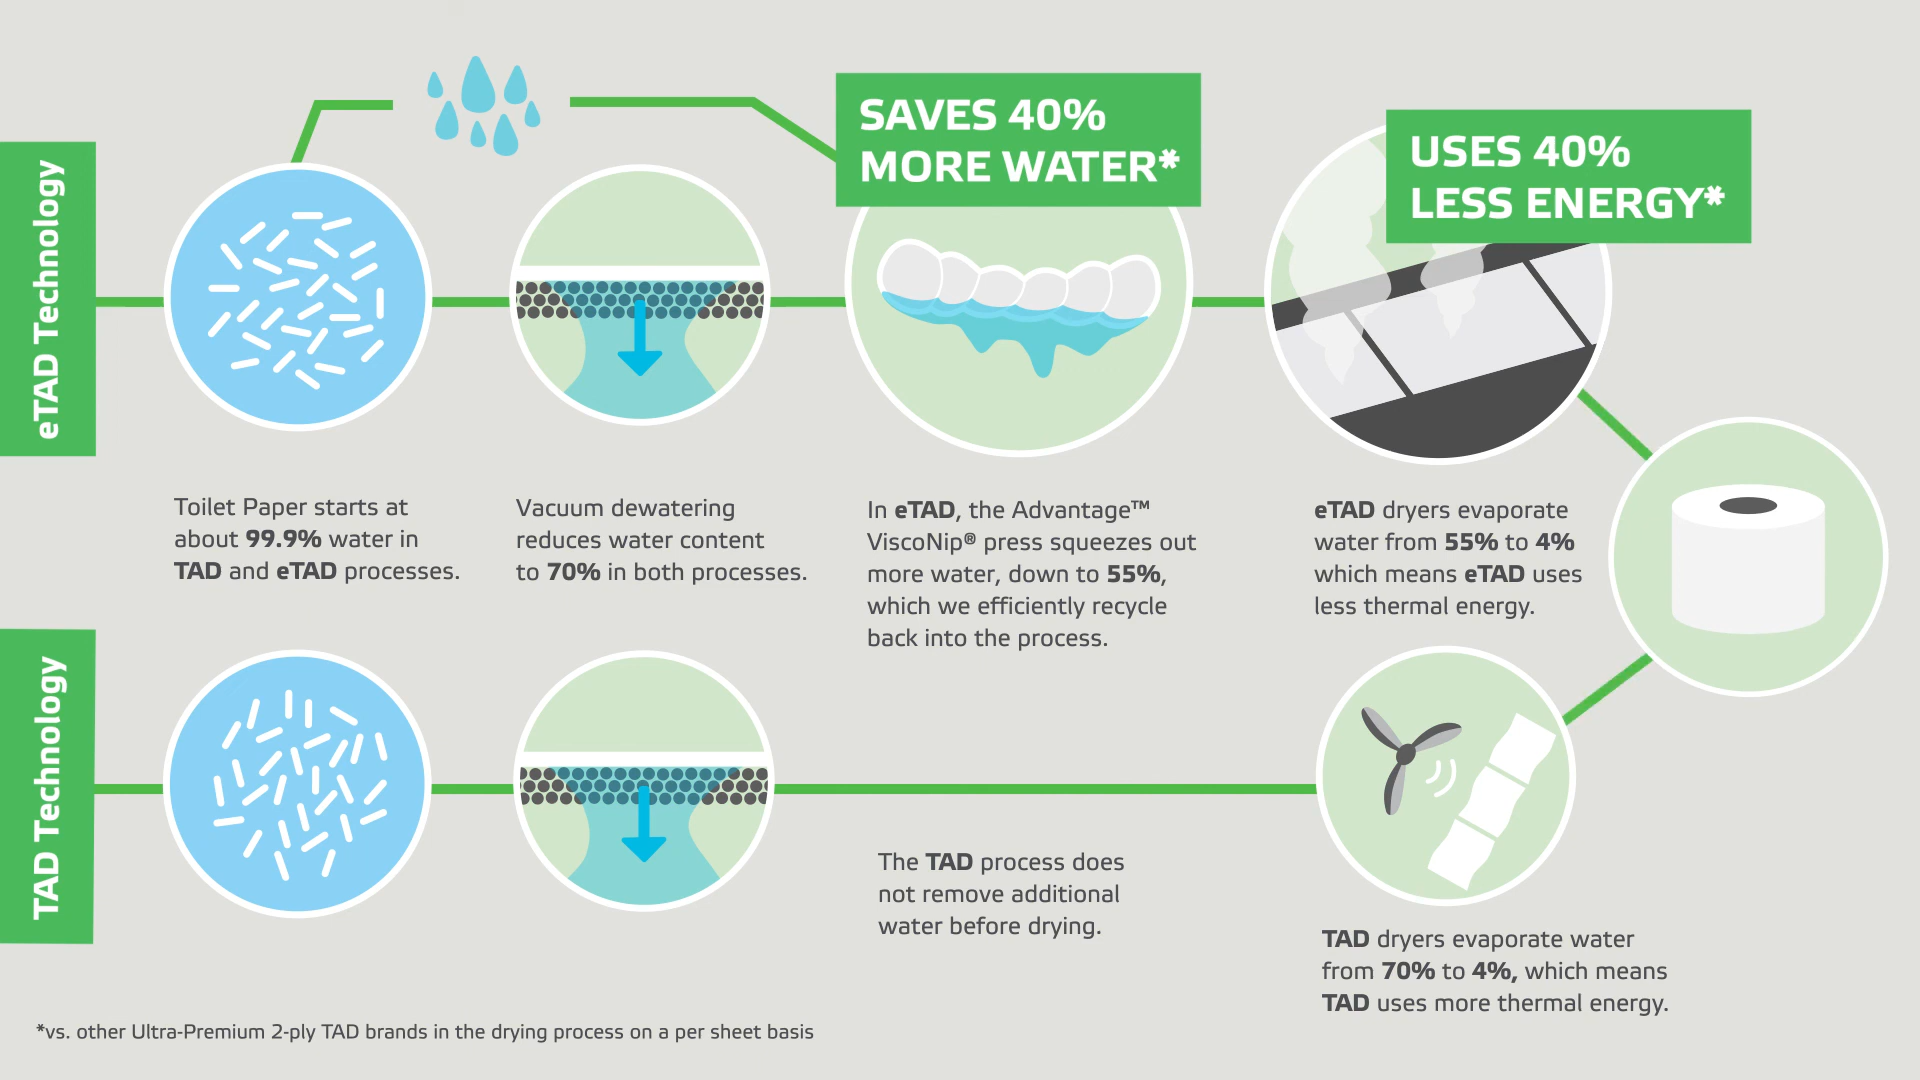 SAVES 40%
MORE WATER*
USES 40%
LESS ENERGY*
eTAD Technology
Toilet Paper starts at
about 99.9% water in
TAD and eTAD processes.
Vacuum dewatering
reduces water content
to 70% in both processes.
In eTAD, the Advantage™
ViscoNip® press squeezes out
more water, down to 55%,
which we efficiently recycle
back into the process.
eTAD dryers evaporate
water from 55% to 4%
which means eTAD uses
less thermal energy.
TAD Technology
The TAD process does
not remove additional
water before drying.
TAD dryers evaporate water
from 70% to 4%, which means
TAD uses more thermal energy.
*vs. other Ultra-Premium 2-ply TAD brands in the drying process on a per sheet basis